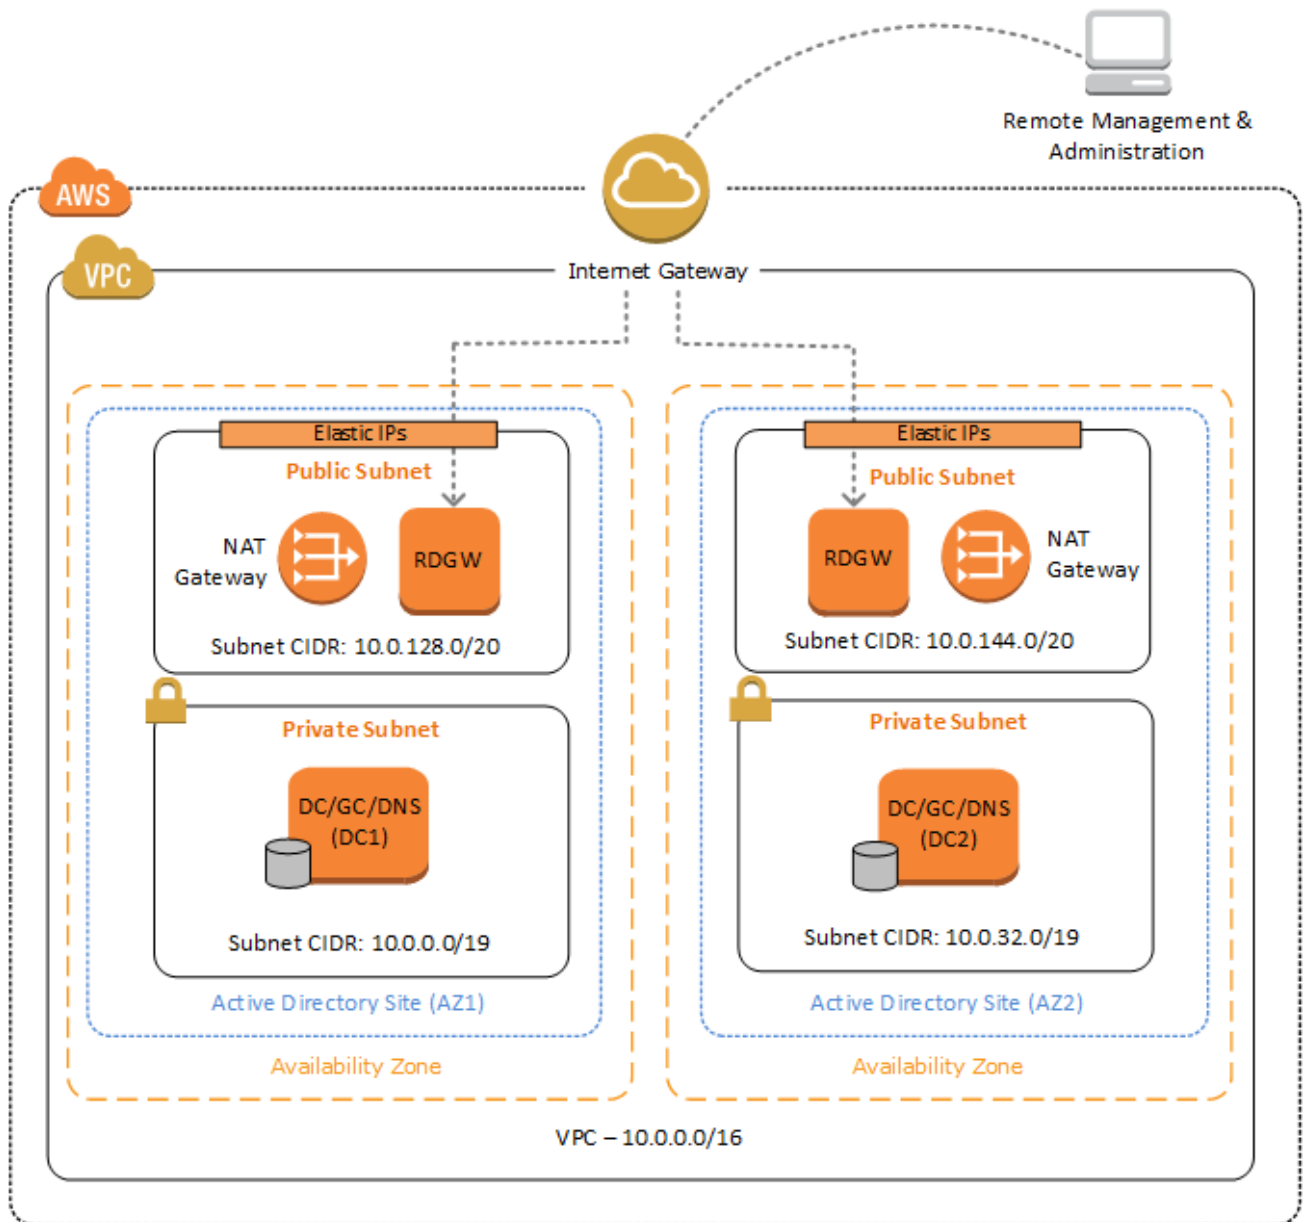 Remote Management &
Administration
AWS
VPC
Internet Gateway
Elastic IPs
Public Subnet
NAT
Gateway
RDGW
Subnet CIDR: 10.0.128.0/20
Private Subnet
DC/GC/DNS
(DC1)
Subnet CIDR: 10.0.0.0/19
Active Directory Site (AZ1)
Availability Zone
Elastic IPs
Public Subnet
RDGW
NAT
Gateway
Subnet CIDR: 10.0.144.0/20
Private Subnet
DC/GC/DNS
(DC2)
Subnet CIDR: 10.0.32.0/19
Active Directory Site (AZ2)
Availability Zone
VPC – 10.0.0.0/16